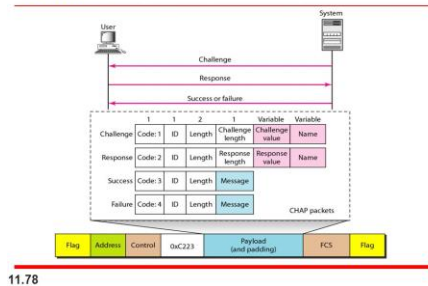 System
User
Challenge
Response
Success or failure
1 1 2 1 Variable Variable
Challenge Code: 1 ID Length Challenge length Challenge value Name
Response Code: 2 ID Length Response length Response value Name
Success Code: 3 ID Length Message
Failure Code: 4 ID Length Message
CHAP packets
Flag Address Control 0xC223 Payload (and padding) FCS Flag
11.78